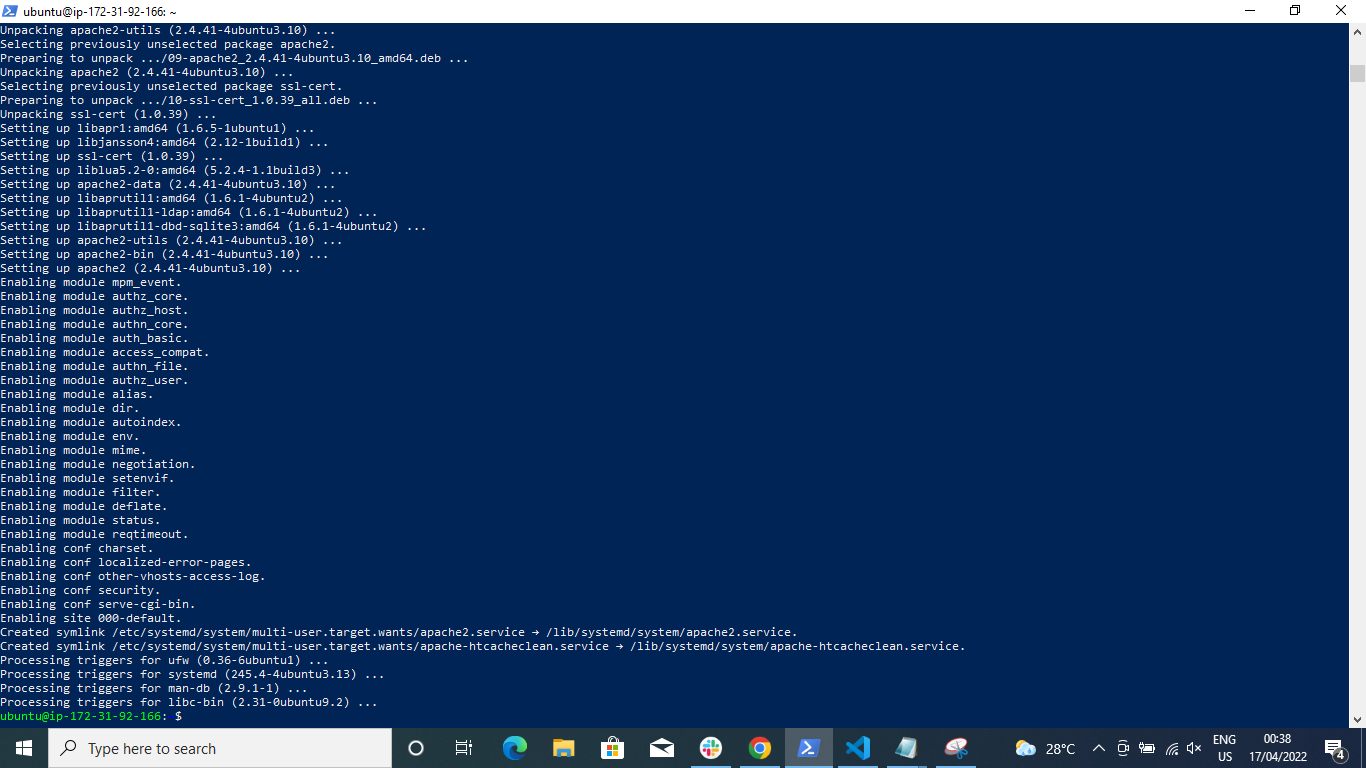 ubuntu@ip-172-31-92-166: ~
Unpacking apache2-utils (2.4.41-4ubuntu3.10) ...
Selecting previously unselected package apache2.
Preparing to unpack .../09-apache2_2.4.41-4ubuntu3.10_amd64.deb ...
Unpacking apache2 (2.4.41-4ubuntu3.10) ...
Selecting previously unselected package ssl-cert.
Preparing to unpack .../10-ssl-cert_1.0.39_all.deb ...
Unpacking ssl-cert (1.0.39) ...
Setting up libapr1:amd64 (1.6.5-1ubuntu1) ...
Setting up libjansson4:amd64 (2.12-1build1) ...
Setting up ssl-cert (1.0.39) ...
Setting up liblua5.2-0:amd64 (5.2.4-1.1build3) ...
Setting up apache2-data (2.4.41-4ubuntu3.10) ...
Setting up libaprutil1:amd64 (1.6.1-4ubuntu2) ...
Setting up libaprutil1-ldap:amd64 (1.6.1-4ubuntu2) ...
Setting up libaprutil1-dbd-sqlite3:amd64 (1.6.1-4ubuntu2) ...
Setting up apache2-utils (2.4.41-4ubuntu3.10) ...
Setting up apache2-bin (2.4.41-4ubuntu3.10) ...
Setting up apache2 (2.4.41-4ubuntu3.10) ...
Enabling module mpm_event.
Enabling module authz_core.
Enabling module authz_host.
Enabling module authn_core.
Enabling module auth_basic.
Enabling module access_compat.
Enabling module authn_file.
Enabling module authz_user.
Enabling module alias.
Enabling module dir.
Enabling module autoindex.
Enabling module env.
Enabling module mime.
Enabling module negotiation.
Enabling module setenvif.
Enabling module filter.
Enabling module deflate.
Enabling module status.
Enabling module reqtimeout.
Enabling conf charset.
Enabling conf localized-error-pages.
Enabling conf other-vhosts-access-log.
Enabling conf security.
Enabling conf serve-cgi-bin.
Enabling site 000-default.
Created symlink /etc/systemd/system/multi-user.target.wants/apache2.service → /lib/systemd/system/apache2.service.
Created symlink /etc/systemd/system/multi-user.target.wants/apache-htcacheclean.service → /lib/systemd/system/apache-htcacheclean.service.
Processing triggers for ufw (0.36-6ubuntu1) ...
Processing triggers for systemd (245.4-4ubuntu3.13) ...
Processing triggers for man-db (2.9.1-1) ...
Processing triggers for libc-bin (2.31-0ubuntu9.2) ...
ubuntu@ip-172-31-92-166: $
Type here to search
28°C
ENG
US
00:38
17/04/2022
4